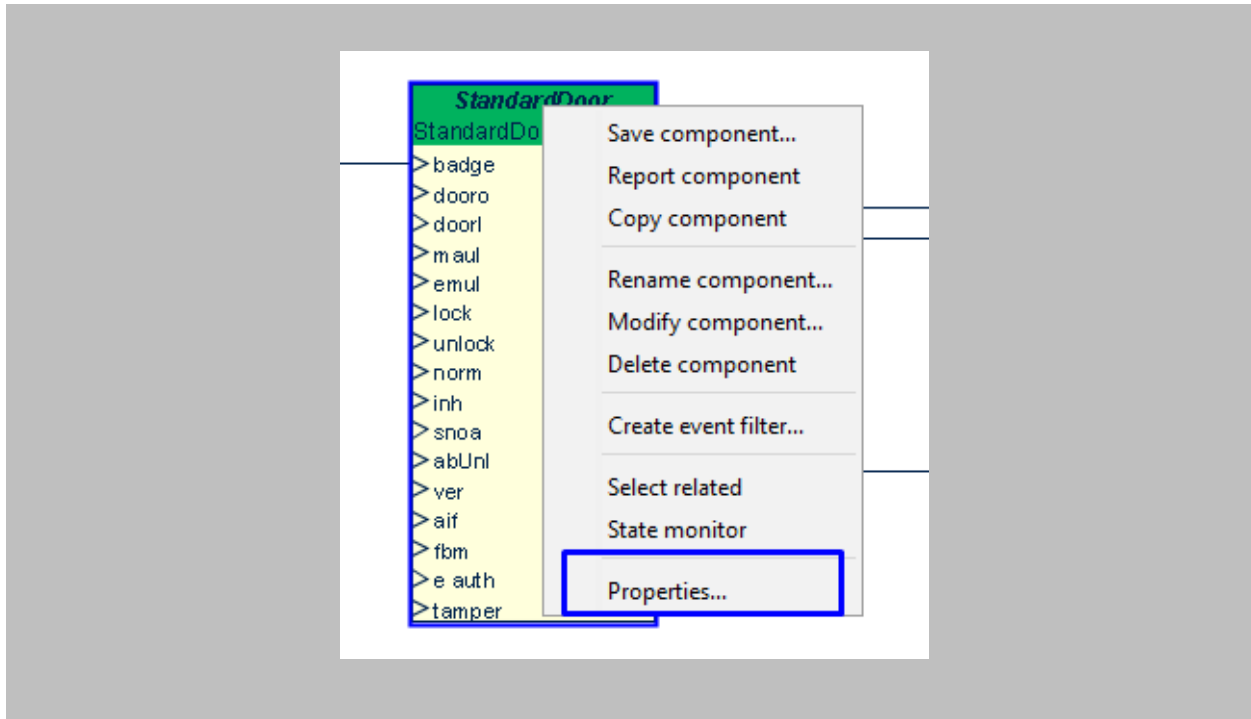 StandardDoor
StandardDo
>badge
>dooro
>doorl
>maul
>emul
>lock
>unlock
>norm
>inh
>snoa
>abUnl
>ver
>aif
>fbm
>e auth
>tamper
Save component...
Report component
Copy component
Rename component...
Modify component...
Delete component
Create event filter...
Select related
State monitor
Properties...